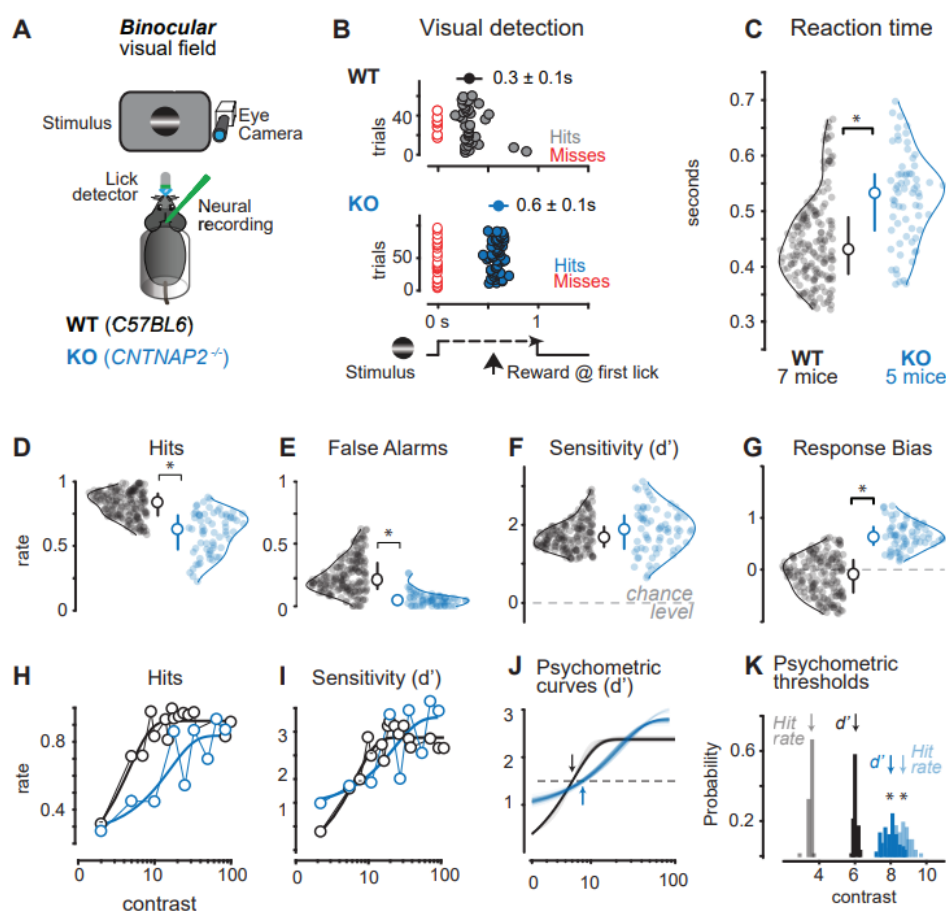 A
Binocular
visual field
Stimulus
Eye
Camera
Lick
detector
Neural
recording
WT (C57BL6)
KO (CNTNAP2-/-)
B
Visual detection
WT
0.3 ± 0.1s
trials
40
0
Hits
Misses
KO
0.6 ± 0.1s
trials
50
0
Hits
Misses
0 s
1
Stimulus
Reward @ first lick
C
Reaction time
seconds
0.7
0.6
0.5
0.4
0.3
*
WT
7 mice
KO
5 mice
D
Hits
rate
1
0.5
0
*
E
False Alarms
1
0.5
0
*
F
Sensitivity (d')
2
0
chance
level
G
Response Bias
1
0
*
H
Hits
rate
0.8
0.4
0
10
100
contrast
I
Sensitivity (d')
3
2
1
0
10
100
J
Psychometric
curves (d')
3
2
1
0
10
100
K
Psychometric
thresholds
Hit
rate
d'
d'
Hit
rate
* *
Probability
0.6
0.2
4
6
8
10
contrast